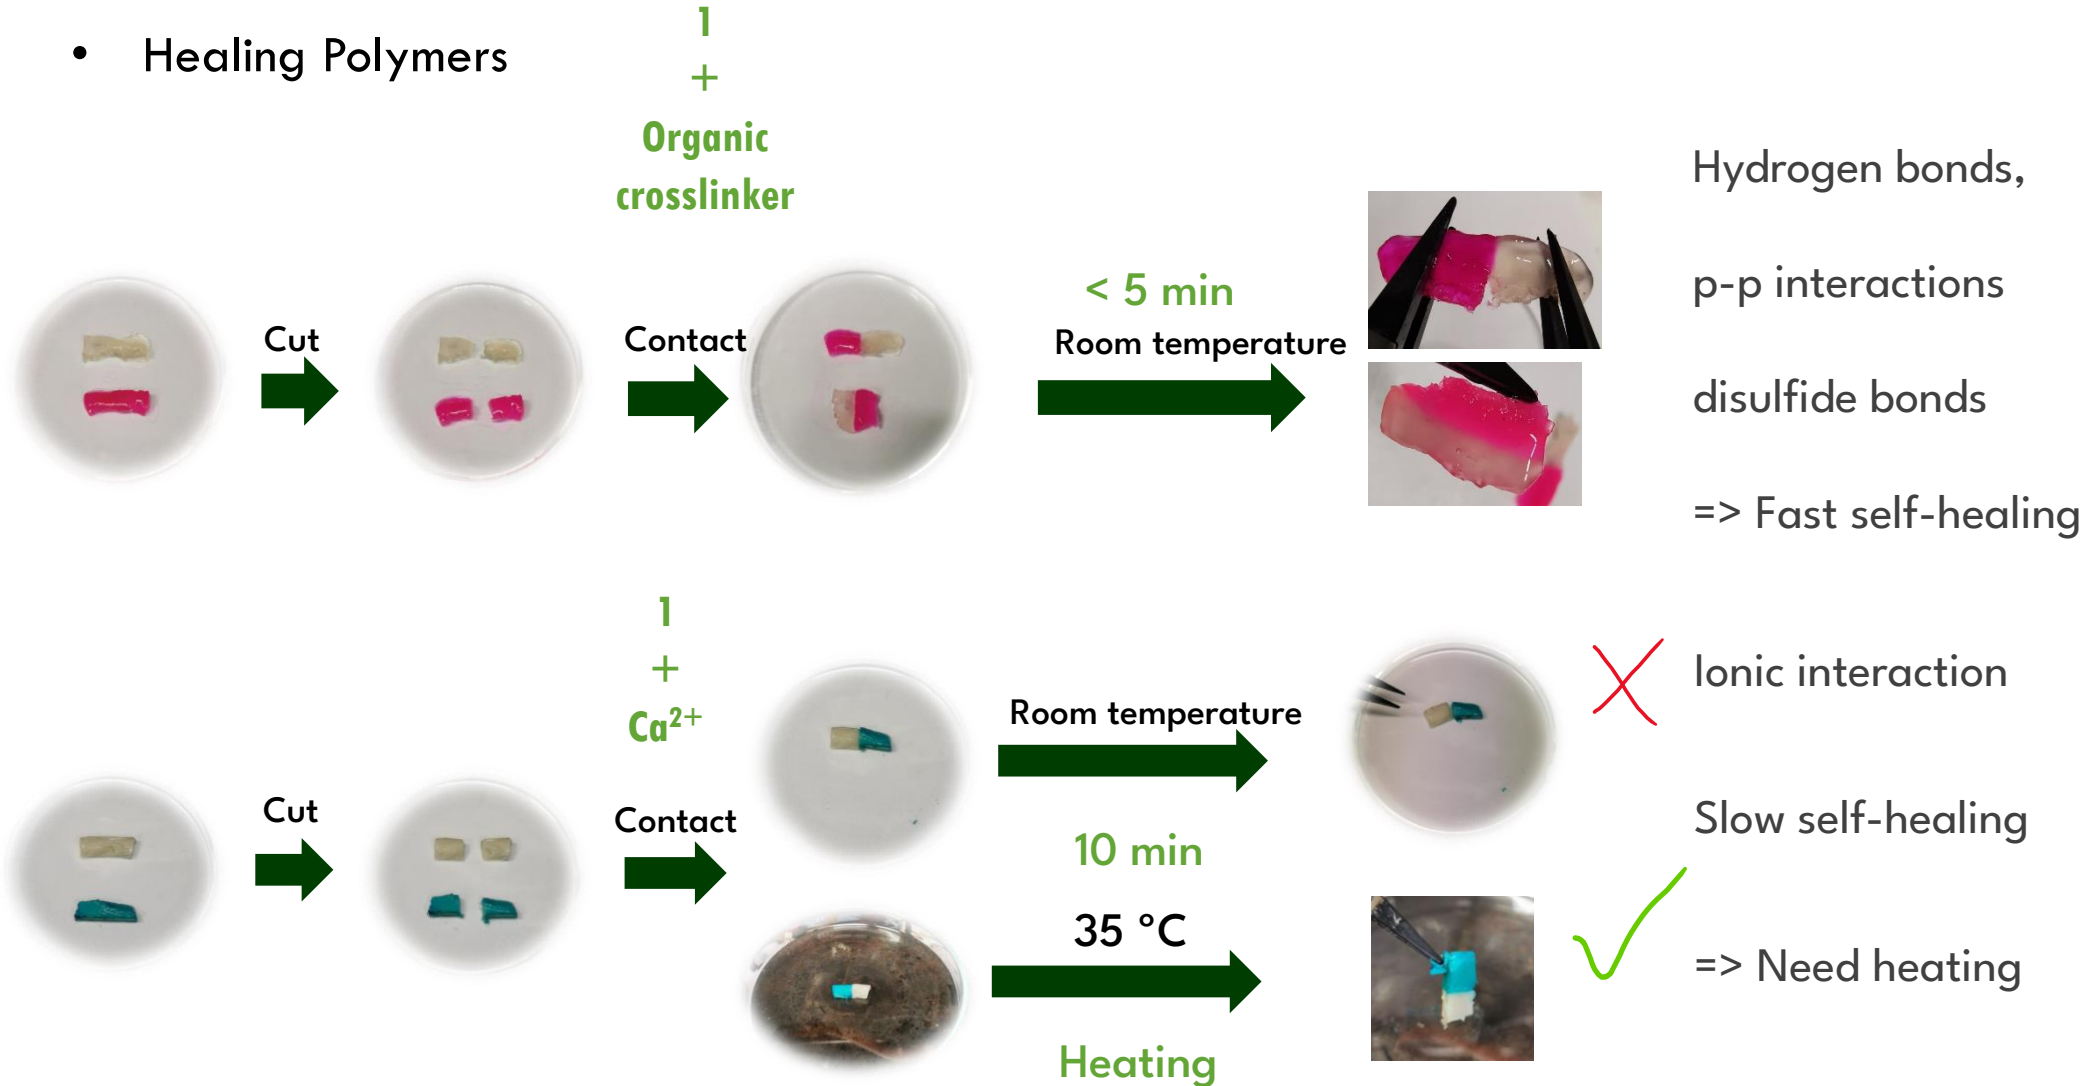 • Healing Polymers
1
+
Organic
crosslinker
Cut
Contact
< 5 min
Room temperature
Hydrogen bonds,
p-p interactions
disulfide bonds
=> Fast self-healing
1
+
Ca²⁺
Cut
Contact
Room temperature
10 min
35 °C
Heating
Ionic interaction
Slow self-healing
=> Need heating